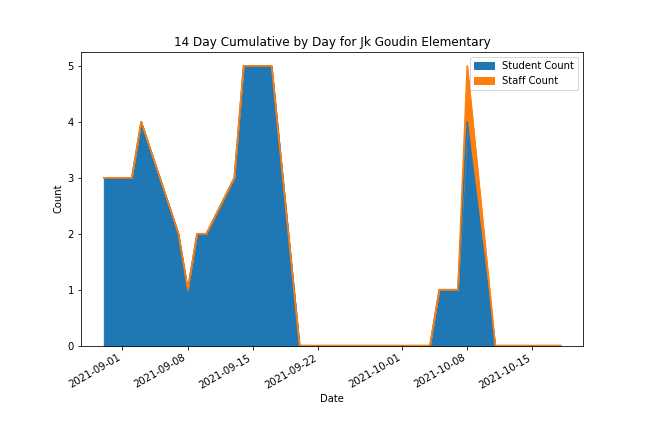 14 Day Cumulative by Day for Jk Goudin Elementary
Student Count
Staff Count
5
4
3
2
1
0
Count
2021-09-01
2021-09-08
2021-09-15
2021-09-22
2021-10-01
2021-10-08
2021-10-15
Date